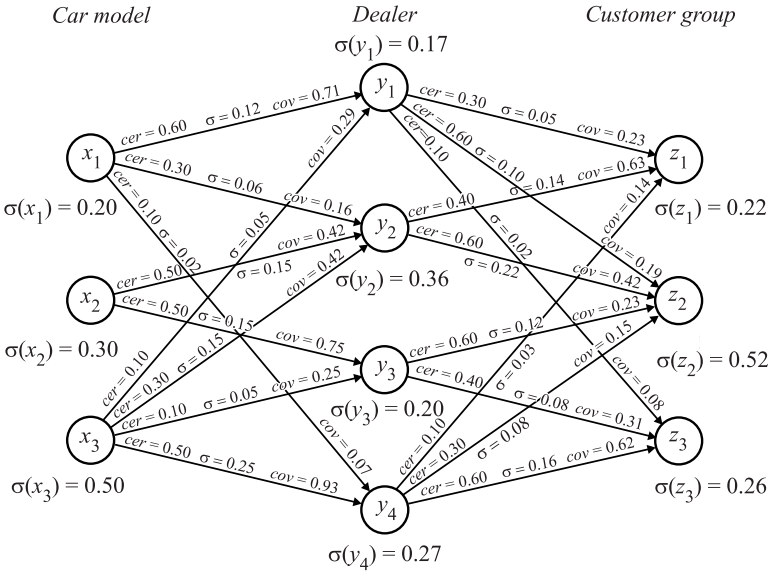 Car model
Dealer
Customer group
σ(y1) = 0.17
y1
cer = 0.60 σ = 0.12 cov = 0.71
cer = 0.30 σ = 0.05 cov = 0.23
cer = 0.60 σ = 0.10 cov = 0.19
cer=0.10 σ = 0.02 cov = 0.08
x1
σ(x1) = 0.20
cer = 0.30 σ = 0.06 cov = 0.16
cer = 0.10 σ = 0.02 cov = 0.07
z1
σ(z1) = 0.22
y2
σ(y2) = 0.36
cer = 0.40 σ = 0.14 cov = 0.63
cer = 0.60 σ = 0.22 cov = 0.42
x2
σ(x2) = 0.30
cer = 0.50 σ = 0.15 cov = 0.42
cer = 0.50 σ = 0.15 cov = 0.75
z2
σ(z2) = 0.52
y3
σ(y3) = 0.20
cer = 0.60 σ = 0.12 cov = 0.23
cer = 0.40 σ = 0.08 cov = 0.31
x3
σ(x3) = 0.50
cer = 0.10 σ = 0.05 cov = 0.29
cer = 0.30 σ = 0.15 cov = 0.42
cer = 0.10 σ = 0.05 cov = 0.25
cer = 0.50 σ = 0.25 cov = 0.93
z3
σ(z3) = 0.26
y4
σ(y4) = 0.27
cer = 0.10 σ = 0.03 cov = 0.14
cer = 0.30 σ = 0.08 cov = 0.15
cer = 0.60 σ = 0.16 cov = 0.62